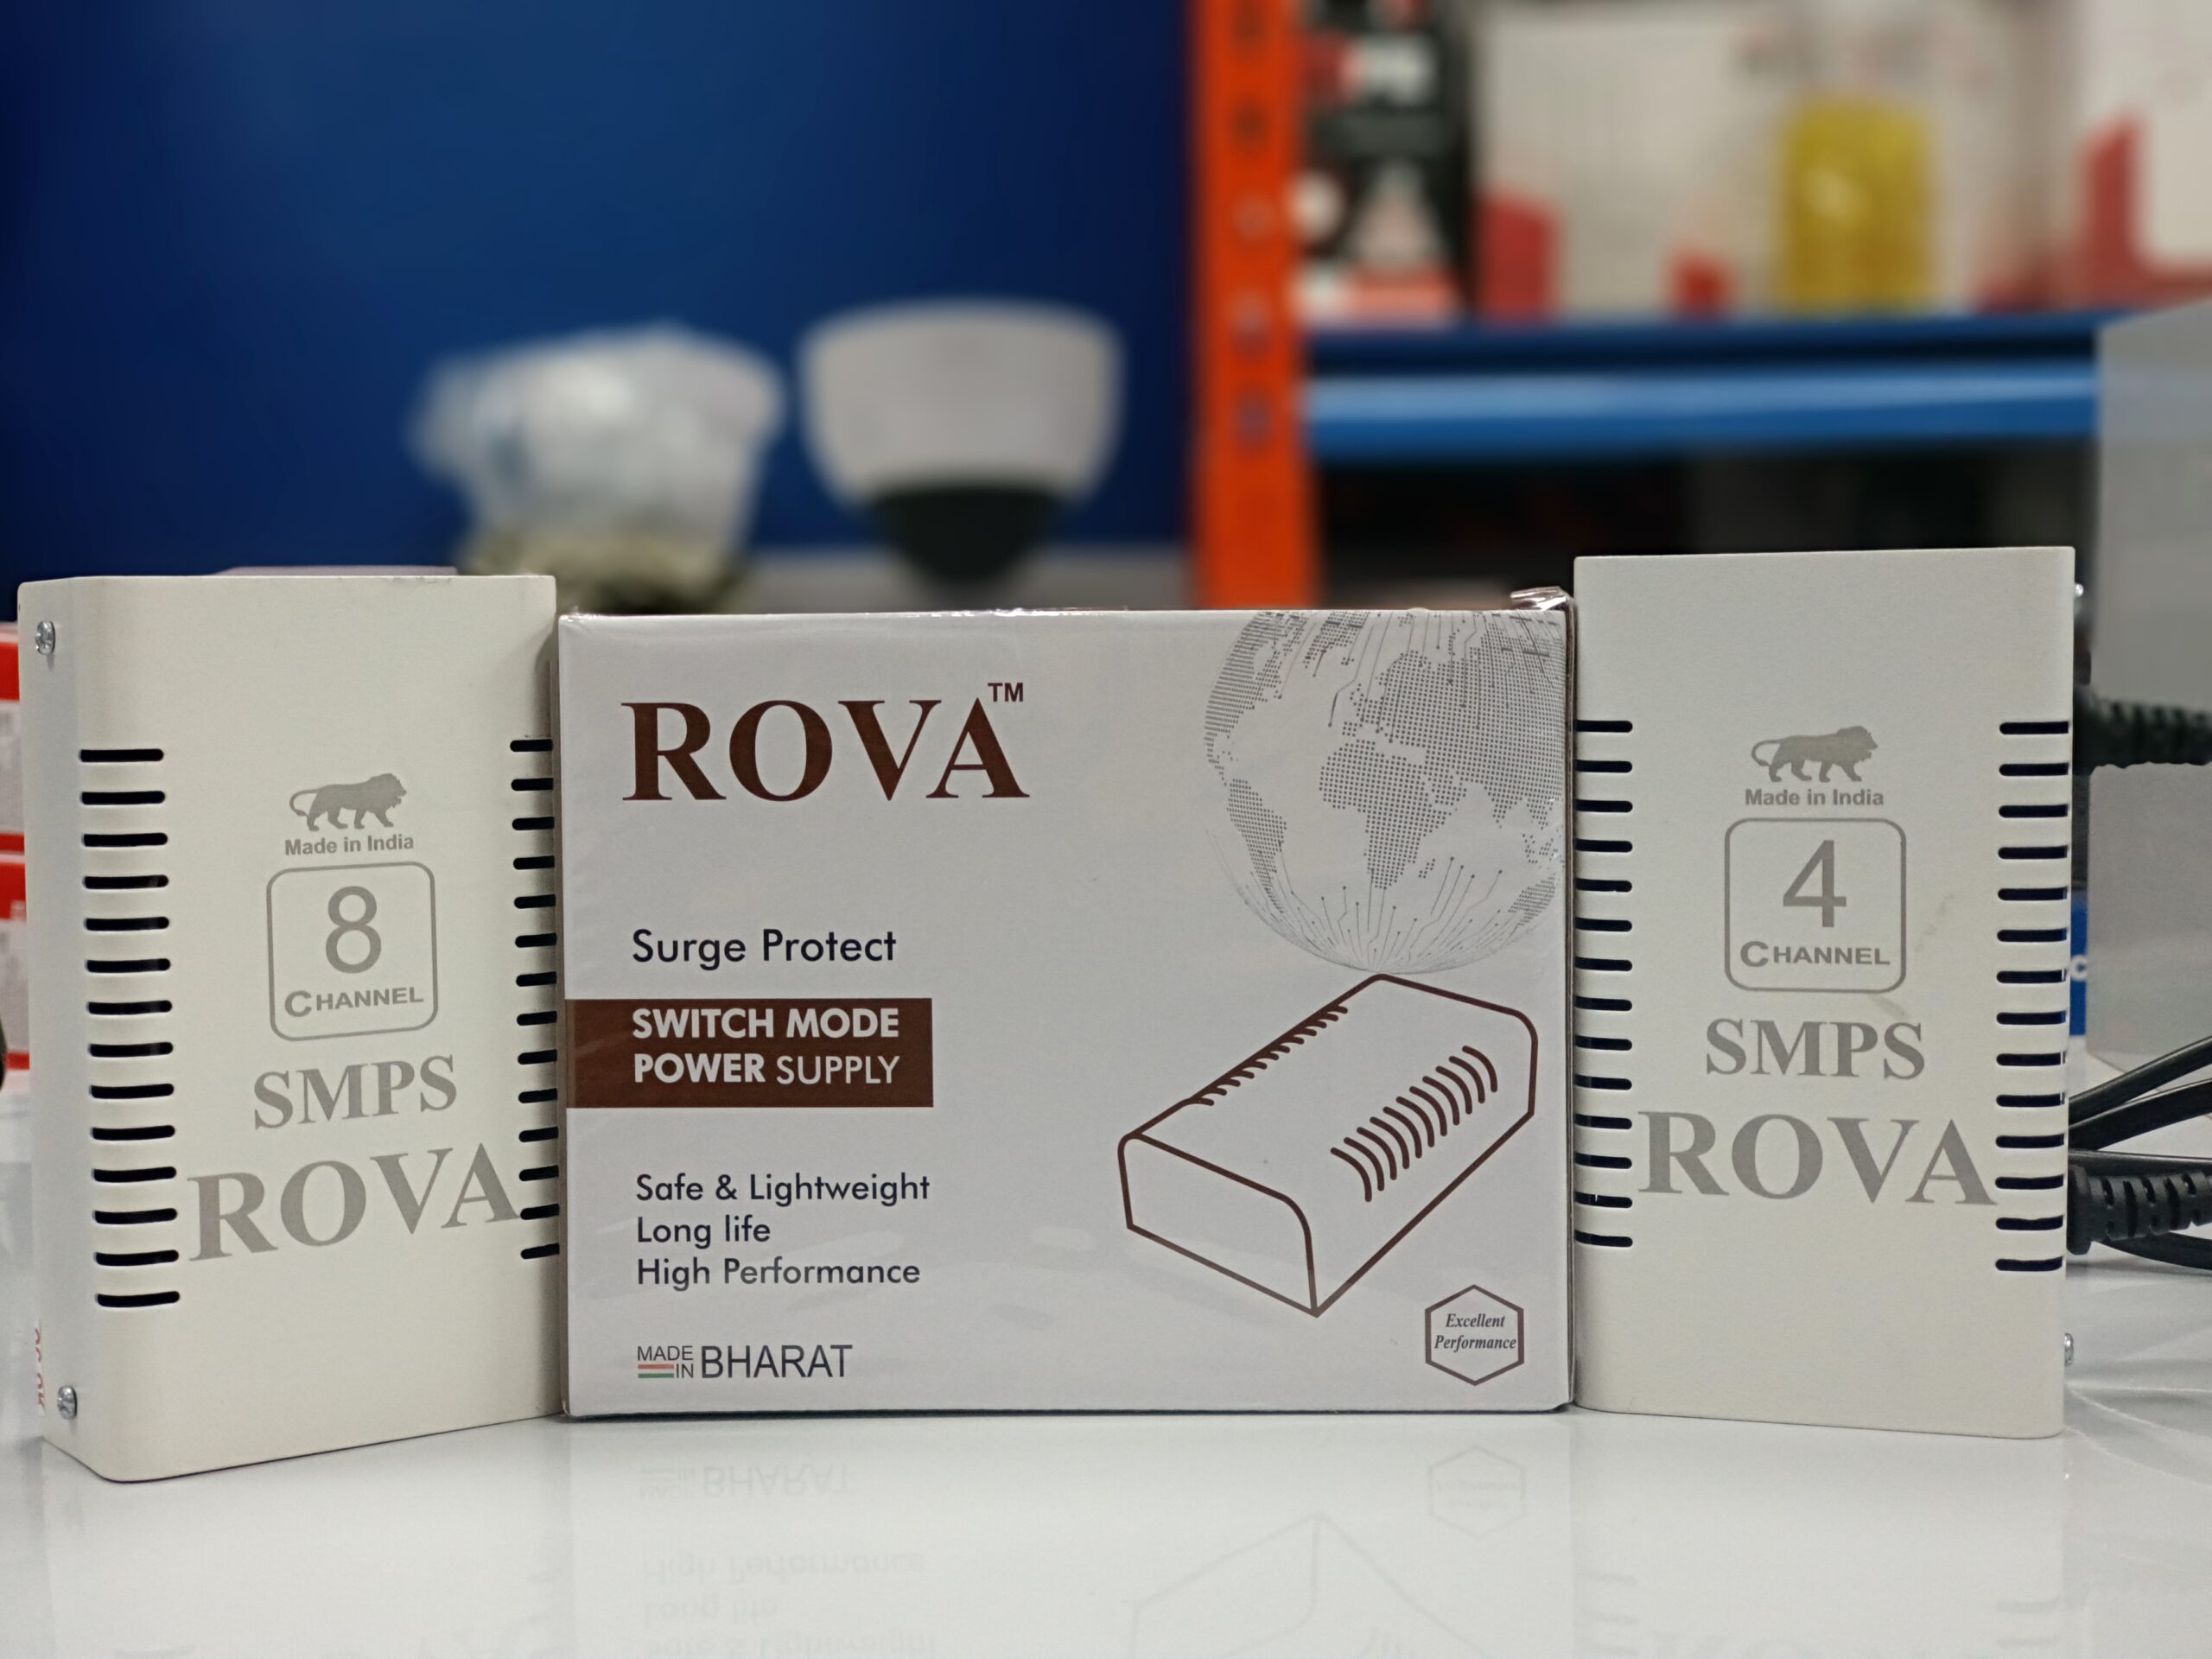 Made in India
8
CHANNEL
SMPS
ROVA
ROVA™
Surge Protect
SWITCH MODE
POWER SUPPLY
Safe & Lightweight
Long life
High Performance
MADE
IN BHARAT
Excellent
Performance
Made in India
4
CHANNEL
SMPS
ROVA